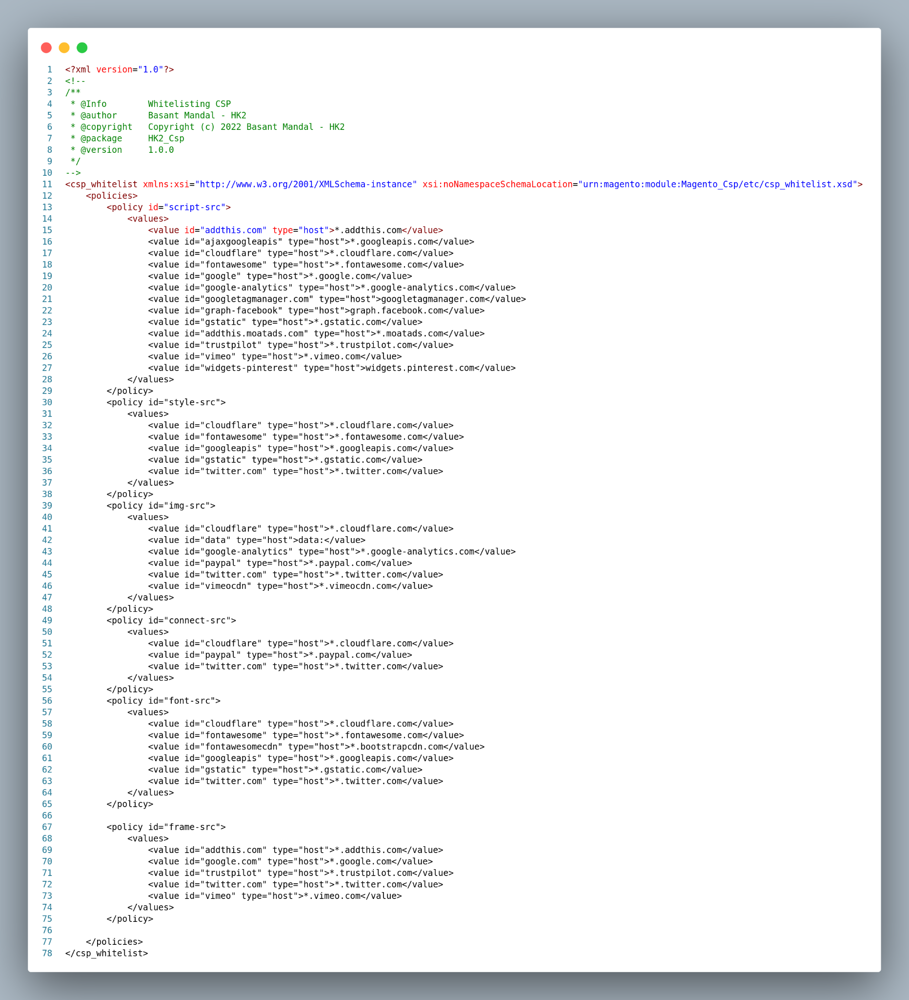 1 <?xml version="1.0"?>
2 <!--
3 /**
4  * @Info        Whitelisting CSP
5  * @author      Basant Mandal - HK2
6  * @copyright   Copyright (c) 2022 Basant Mandal - HK2
7  * @package     HK2_Csp
8  * @version     1.0.0
9  */
10 -->
11 <csp_whitelist xmlns:xsi="http://www.w3.org/2001/XMLSchema-instance" xsi:noNamespaceSchemaLocation="urn:magento:module:Magento_Csp/etc/csp_whitelist.xsd">
12     <policies>
13         <policy id="script-src">
14             <values>
15                 <value id="addthis.com" type="host">*.addthis.com</value>
16                 <value id="ajaxgoogleapis" type="host">*.googleapis.com</value>
17                 <value id="cloudflare" type="host">*.cloudflare.com</value>
18                 <value id="fontawesome" type="host">*.fontawesome.com</value>
19                 <value id="google" type="host">*.google.com</value>
20                 <value id="google-analytics" type="host">*.google-analytics.com</value>
21                 <value id="googletagmanager.com" type="host">googletagmanager.com</value>
22                 <value id="graph-facebook" type="host">graph.facebook.com</value>
23                 <value id="gstatic" type="host">*.gstatic.com</value>
24                 <value id="addthis.moatads.com" type="host">*.moatads.com</value>
25                 <value id="trustpilot" type="host">*.trustpilot.com</value>
26                 <value id="vimeo" type="host">*.vimeo.com</value>
27                 <value id="widgets-pinterest" type="host">widgets.pinterest.com</value>
28             </values>
29         </policy>
30         <policy id="style-src">
31             <values>
32                 <value id="cloudflare" type="host">*.cloudflare.com</value>
33                 <value id="fontawesome" type="host">*.fontawesome.com</value>
34                 <value id="googleapis" type="host">*.googleapis.com</value>
35                 <value id="gstatic" type="host">*.gstatic.com</value>
36                 <value id="twitter.com" type="host">*.twitter.com</value>
37             </values>
38         </policy>
39         <policy id="img-src">
40             <values>
41                 <value id="cloudflare" type="host">*.cloudflare.com</value>
42                 <value id="data" type="host">data:</value>
43                 <value id="google-analytics" type="host">*.google-analytics.com</value>
44                 <value id="paypal" type="host">*.paypal.com</value>
45                 <value id="twitter.com" type="host">*.twitter.com</value>
46                 <value id="vimeocdn" type="host">*.vimeocdn.com</value>
47             </values>
48         </policy>
49         <policy id="connect-src">
50             <values>
51                 <value id="cloudflare" type="host">*.cloudflare.com</value>
52                 <value id="paypal" type="host">*.paypal.com</value>
53                 <value id="twitter.com" type="host">*.twitter.com</value>
54             </values>
55         </policy>
56         <policy id="font-src">
57             <values>
58                 <value id="cloudflare" type="host">*.cloudflare.com</value>
59                 <value id="fontawesome" type="host">*.fontawesome.com</value>
60                 <value id="fontawesomecdn" type="host">*.bootstrapcdn.com</value>
61                 <value id="googleapis" type="host">*.googleapis.com</value>
62                 <value id="gstatic" type="host">*.gstatic.com</value>
63                 <value id="twitter.com" type="host">*.twitter.com</value>
64             </values>
65         </policy>
66
67         <policy id="frame-src">
68             <values>
69                 <value id="addthis.com" type="host">*.addthis.com</value>
70                 <value id="google.com" type="host">*.google.com</value>
71                 <value id="trustpilot" type="host">*.trustpilot.com</value>
72                 <value id="twitter.com" type="host">*.twitter.com</value>
73                 <value id="vimeo" type="host">*.vimeo.com</value>
74             </values>
75         </policy>
76
77     </policies>
78 </csp_whitelist>